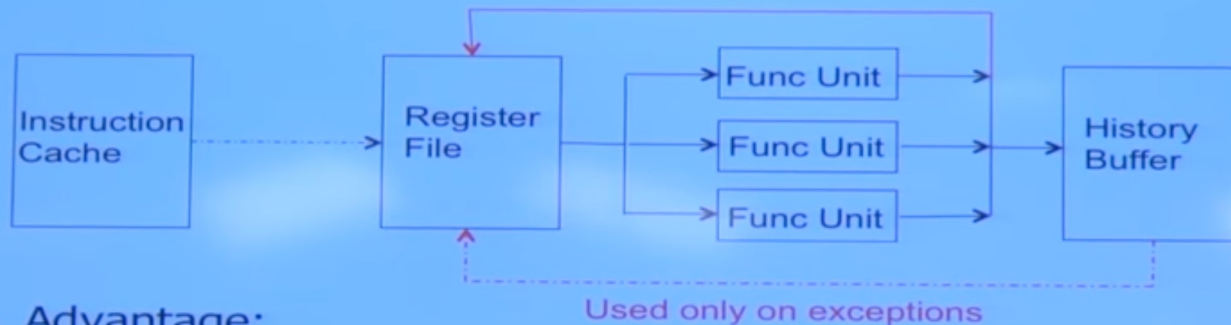 Instruction
Cache
Register
File
Func Unit
Func Unit
Func Unit
History
Buffer
Used only on exceptions
Advantage: